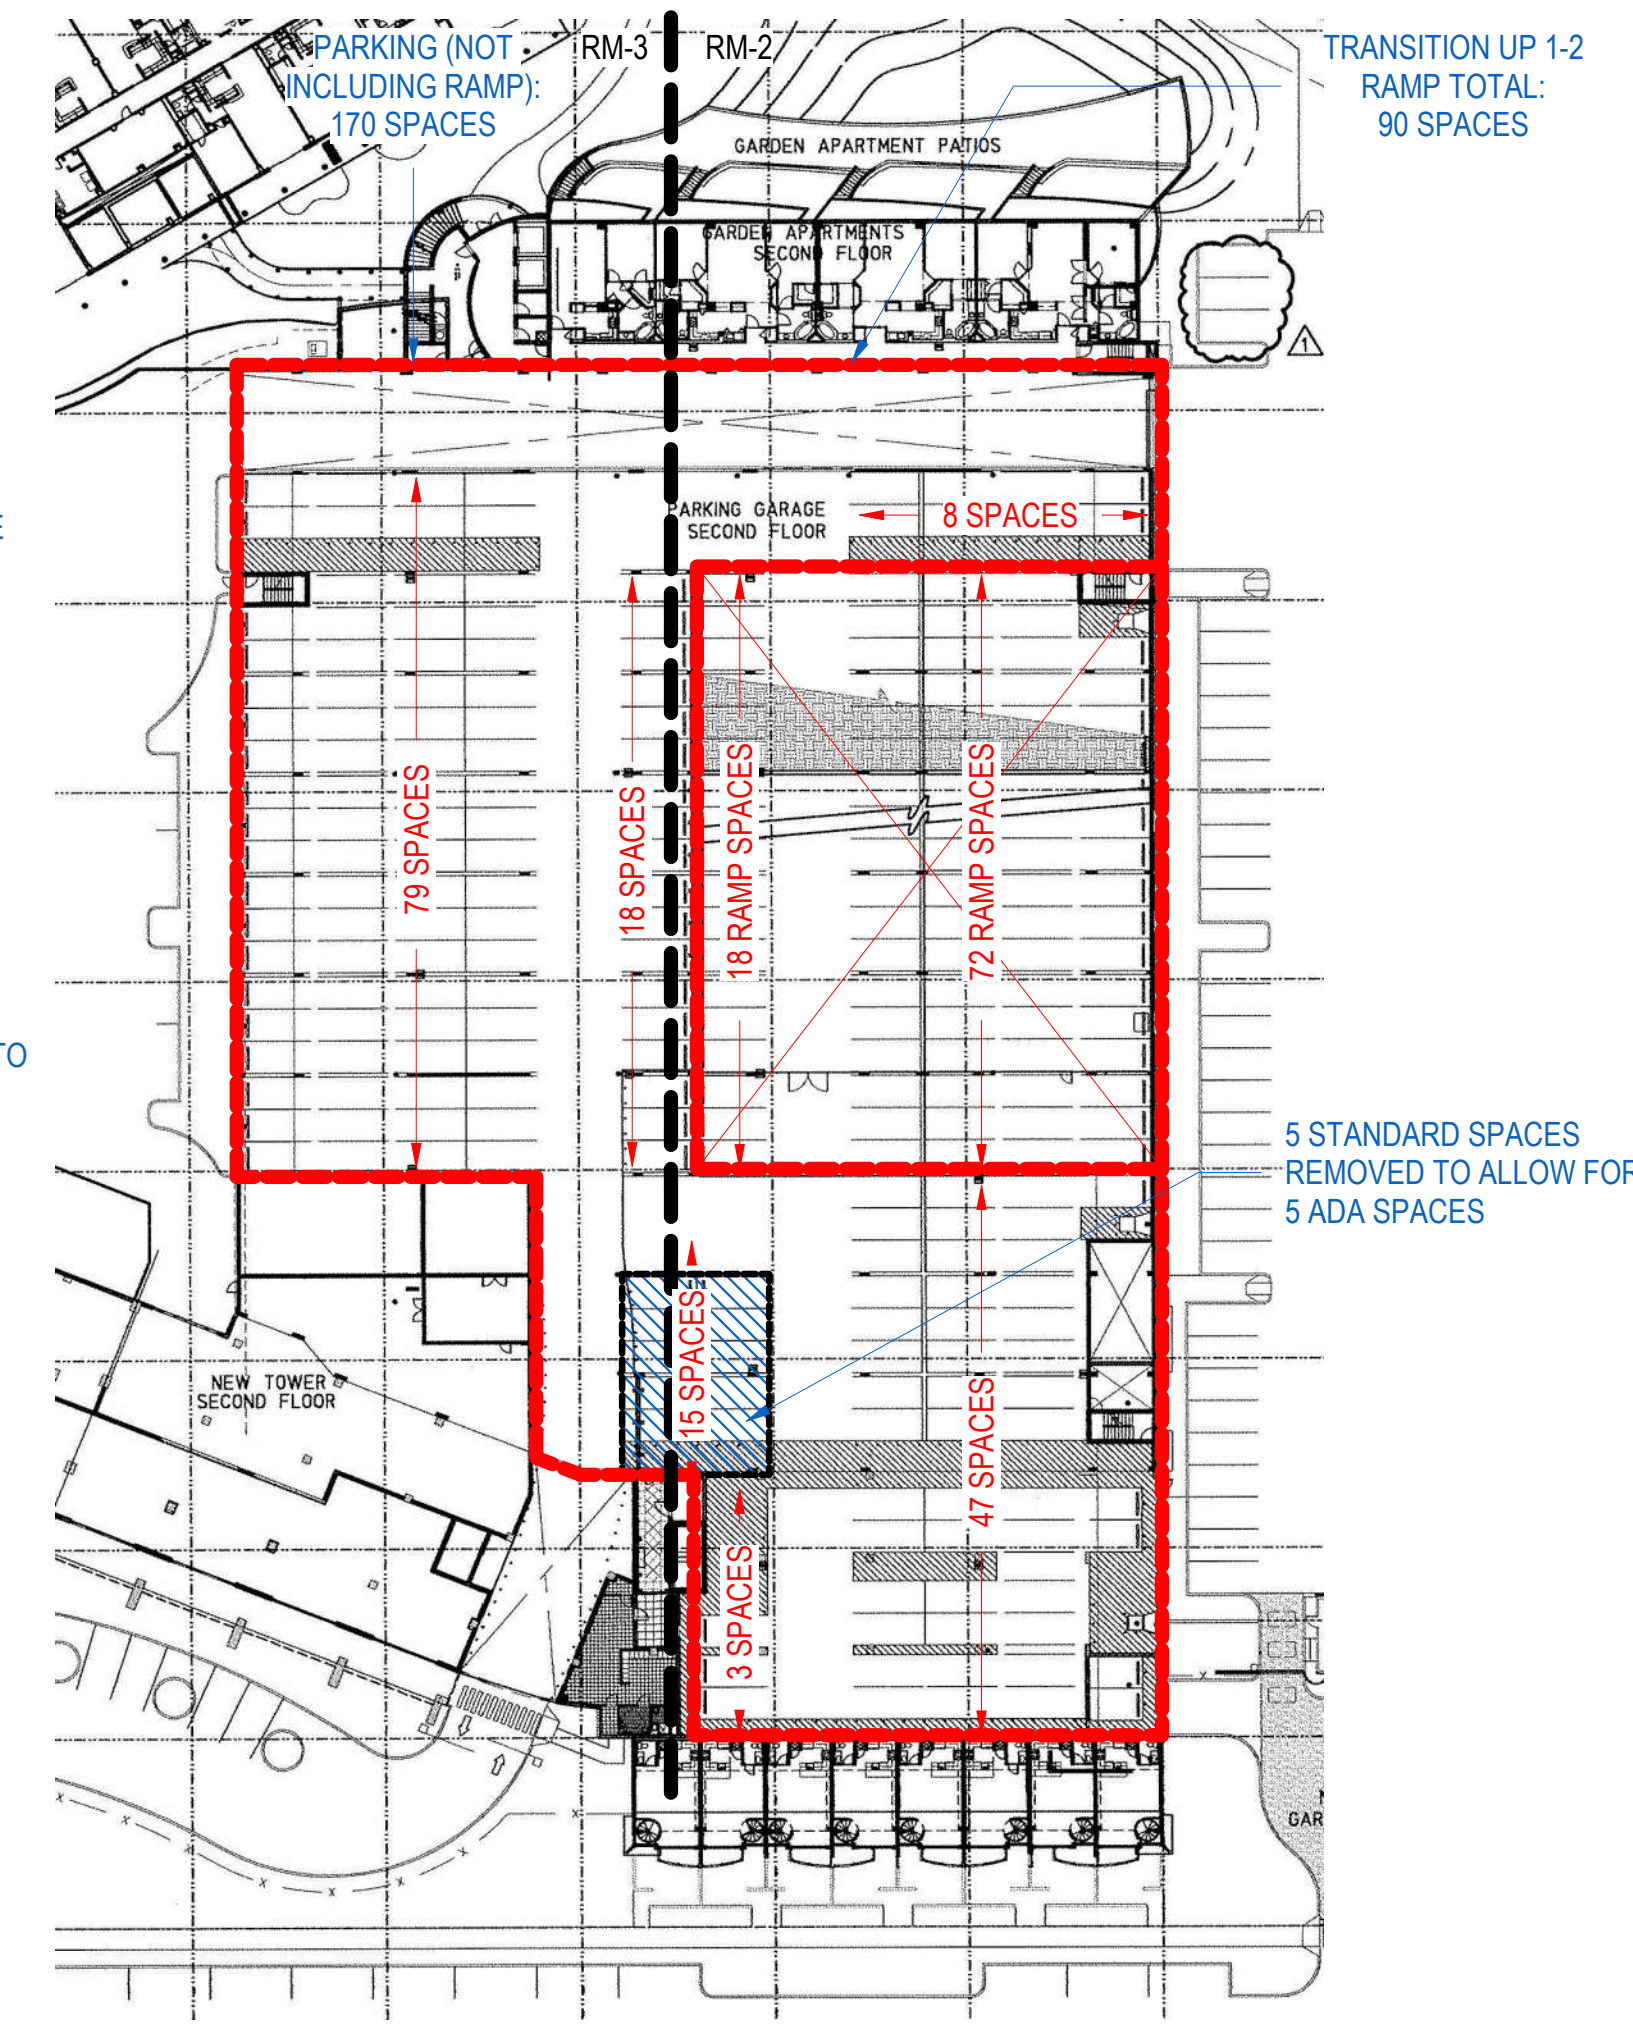 PARKING (NOT
INCLUDING RAMP):
170 SPACES
RM-3
RM-2
TRANSITION UP 1-2
RAMP TOTAL:
90 SPACES
GARDEN APARTMENT PATIOS
GARDEN APARTMENTS
SECOND FLOOR
1
PARKING GARAGE
SECOND FLOOR
8 SPACES
E
79 SPACES
18 SPACES
18 RAMP SPACES
72 RAMP SPACES
TO
5 STANDARD SPACES
REMOVED TO ALLOW FOR
5 ADA SPACES
15 SPACES
NEW TOWER
SECOND FLOOR
47 SPACES
3 SPACES
GAR